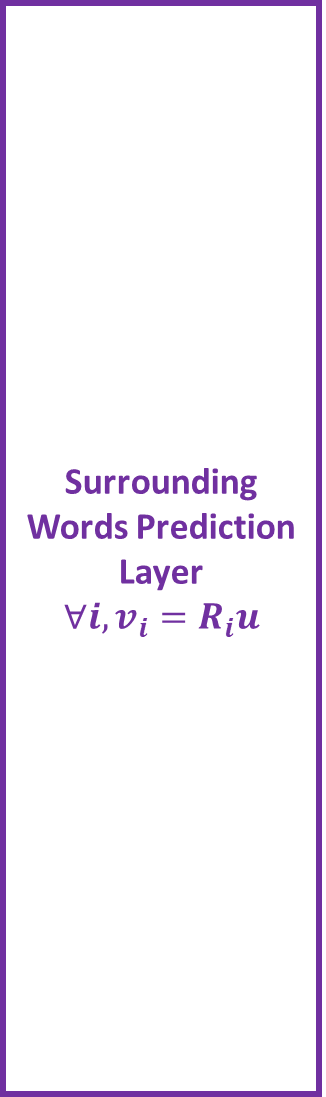 Surrounding
Words Prediction
Layer
∀i, vᵢ = Rᵢu